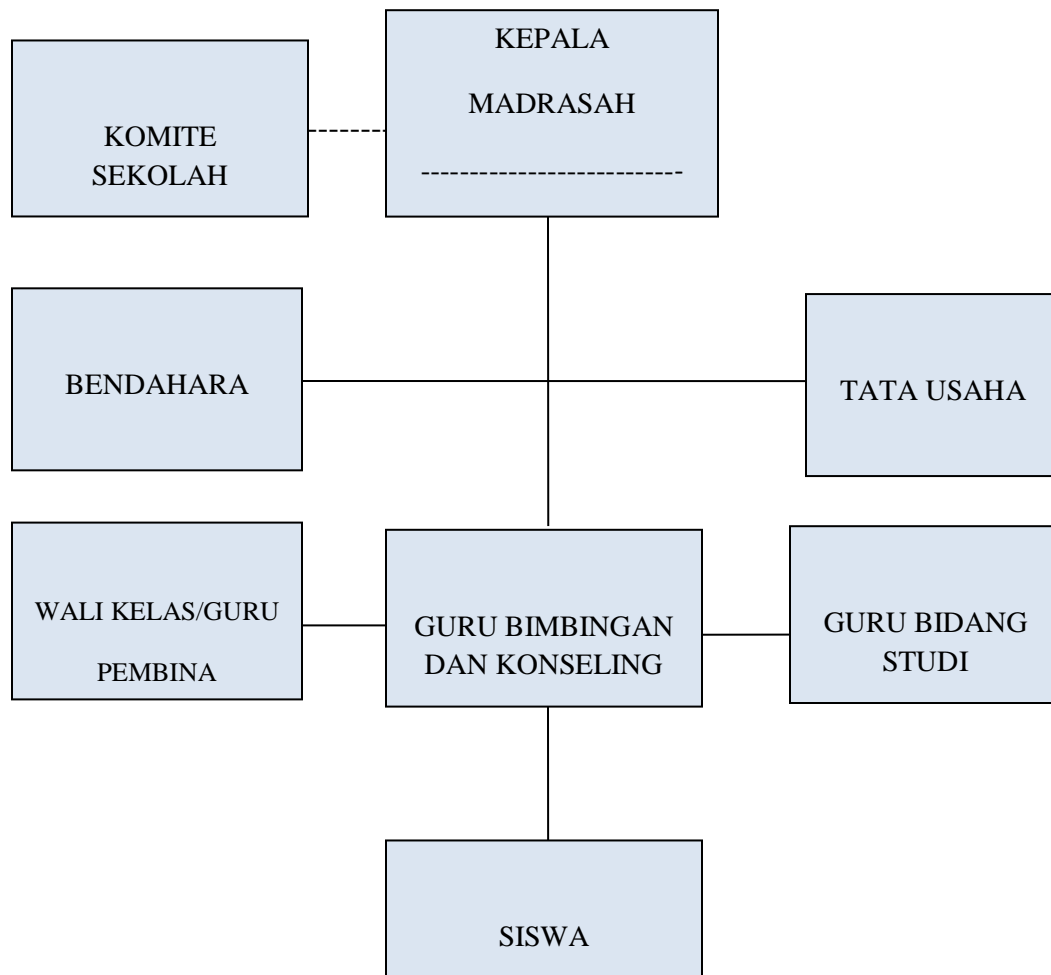 KEPALA
MADRASAH
KOMITE
SEKOLAH
BENDAHARA
TATA USAHA
WALI KELAS/GURU
PEMBINA
GURU BIMBINGAN
DAN KONSELING
GURU BIDANG
STUDI
SISWA